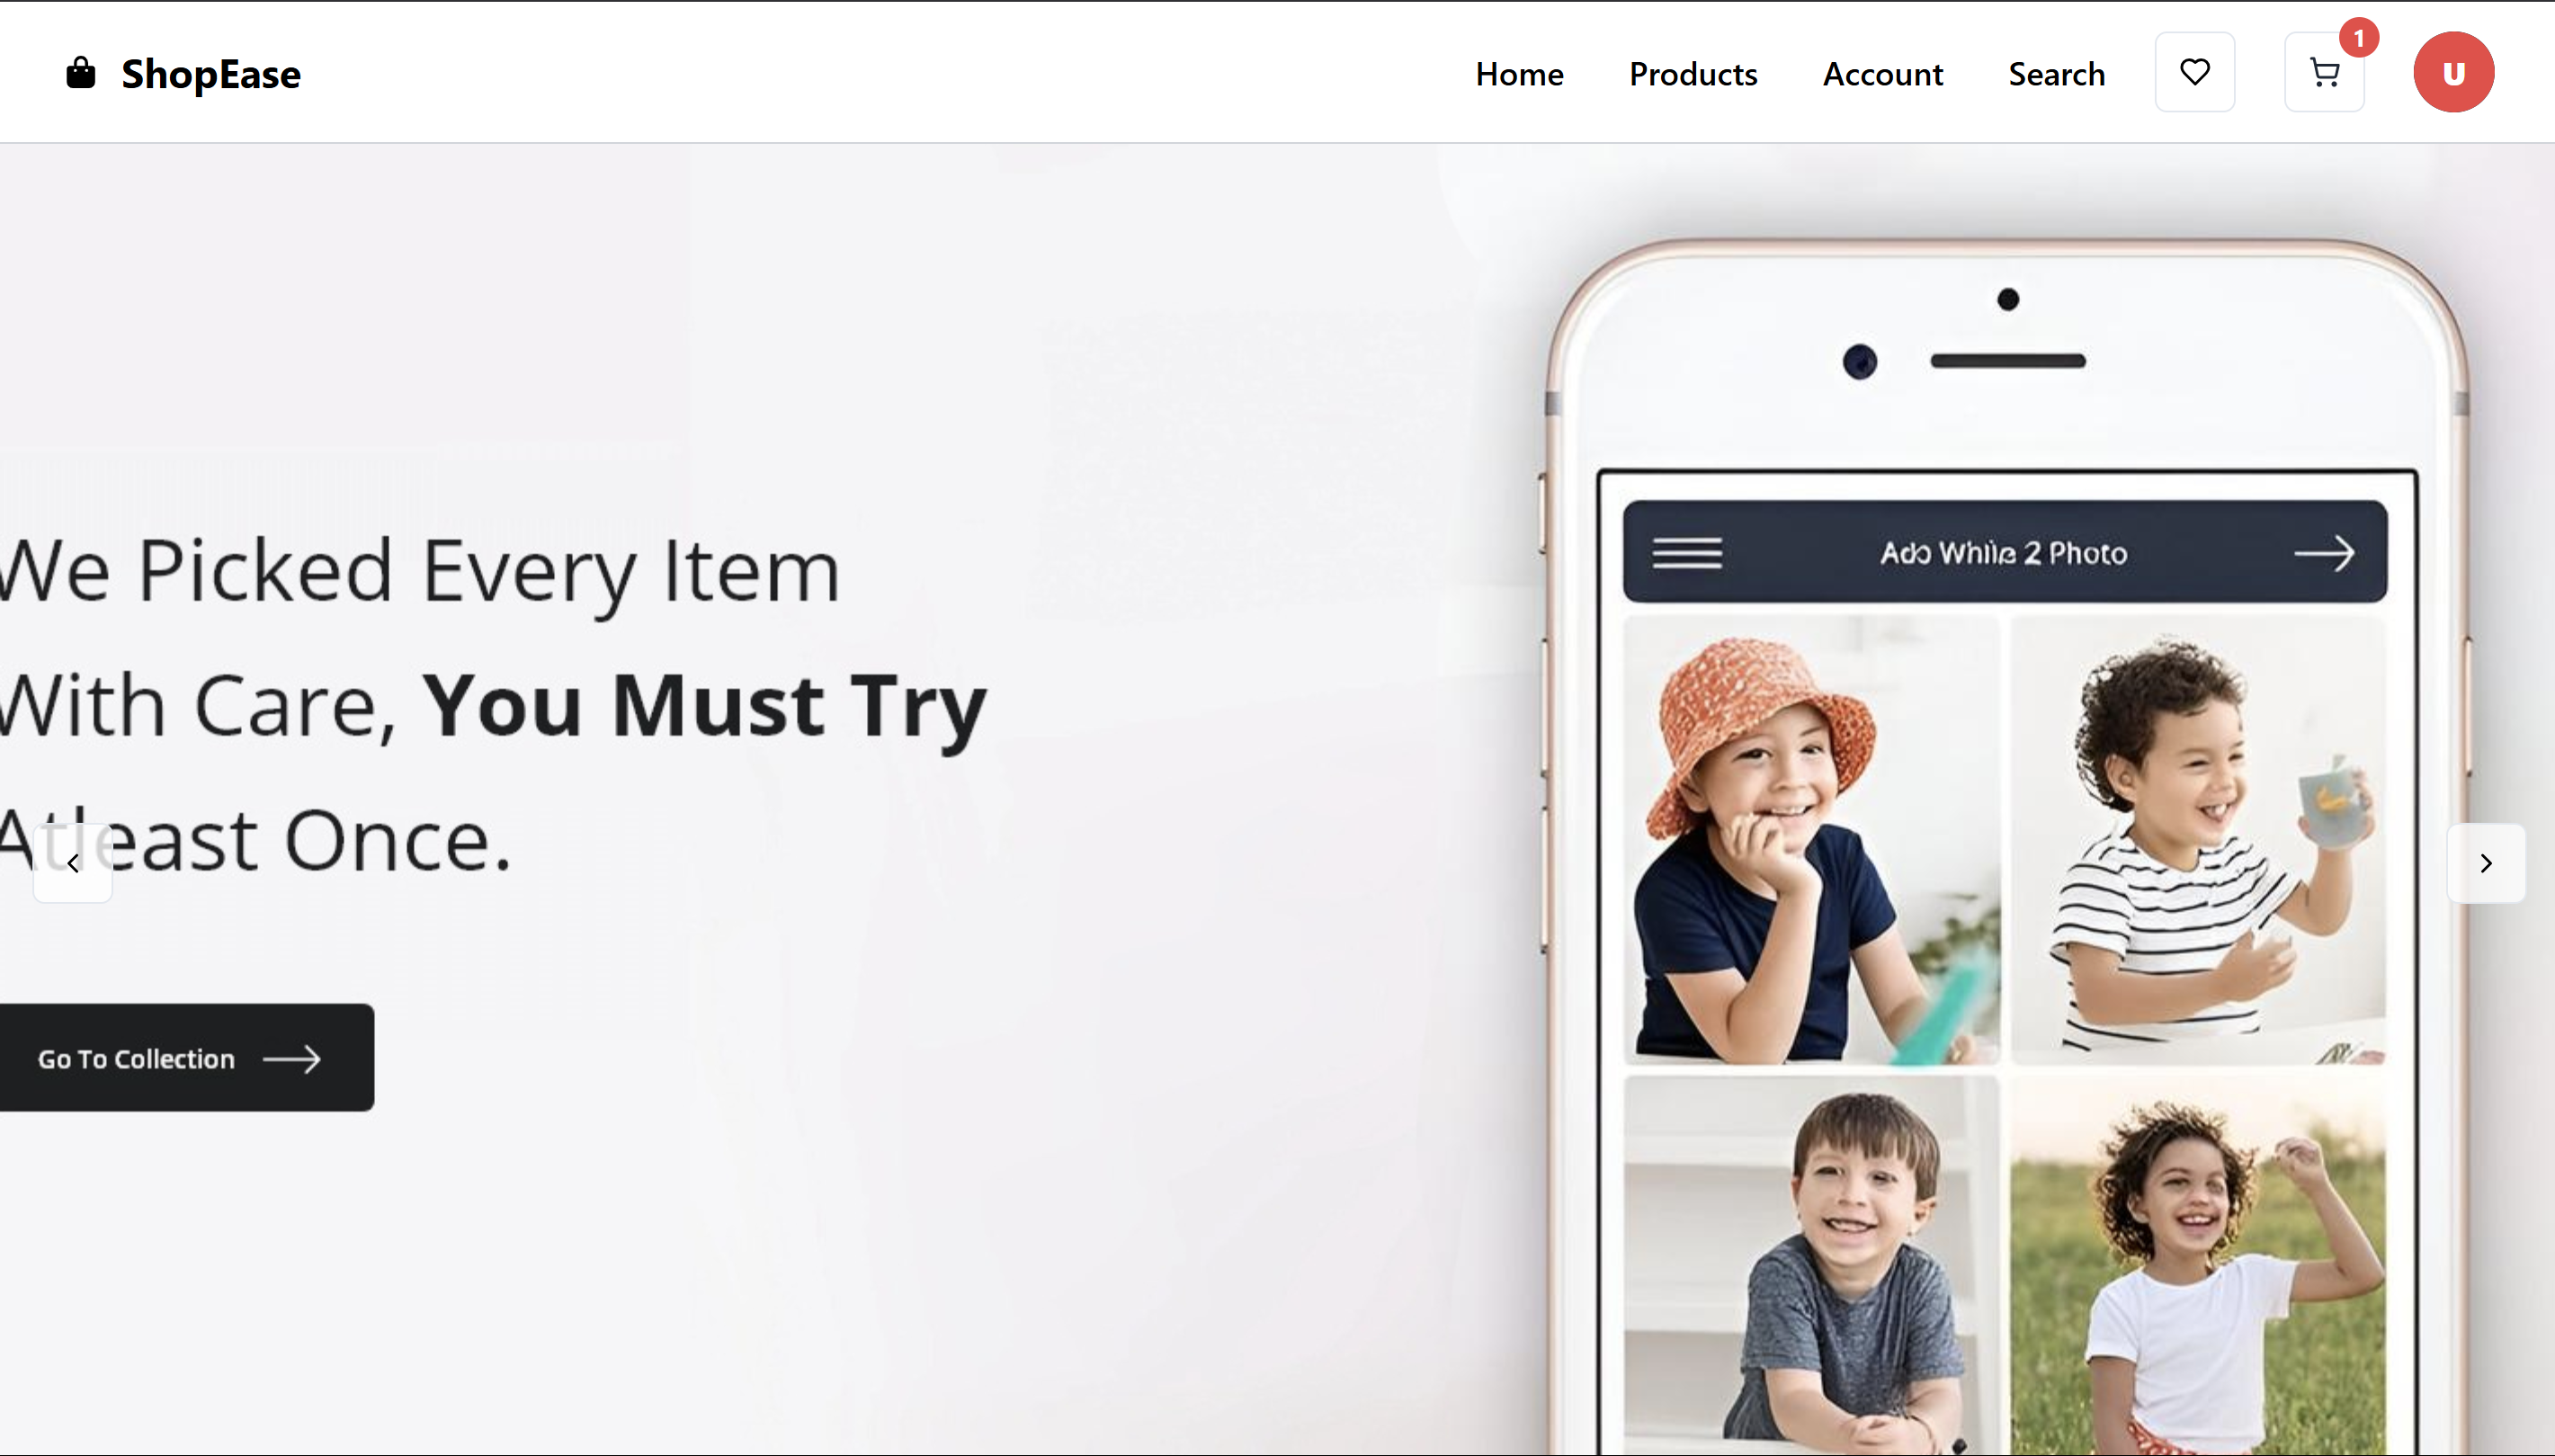 ShopEase
Home
Products
Account
Search
1
U
We Picked Every Item
With Care, You Must Try
Atleast Once.
Go To Collection
Ado While 2 Photo